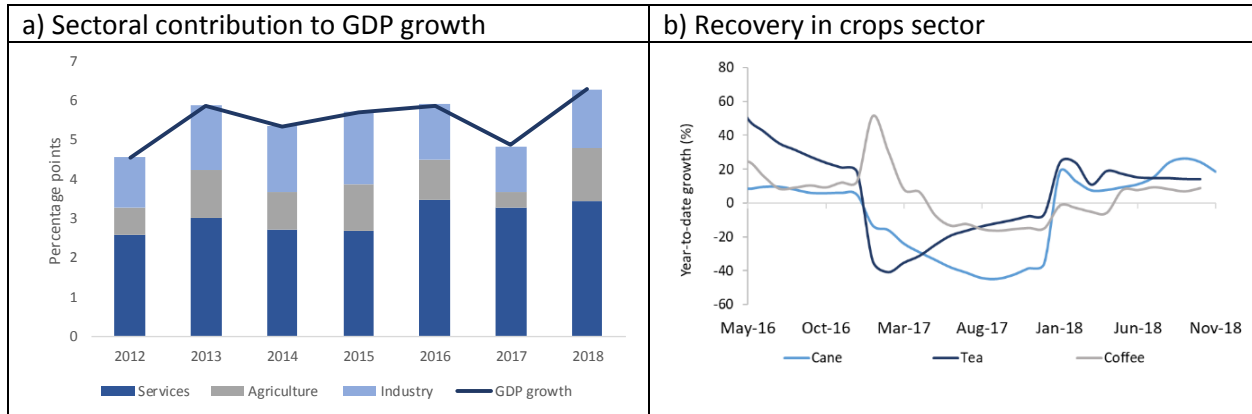 a) Sectoral contribution to GDP growth
7
6
5
4
3
2
1
0
Percentage points
2012 2013 2014 2015 2016 2017 2018
Services Agriculture Industry GDP growth
b) Recovery in crops sector
80
60
40
20
0
-20
-40
-60
Year-to-date growth (%)
May-16 Oct-16 Mar-17 Aug-17 Jan-18 Jun-18 Nov-18
Cane Tea Coffee